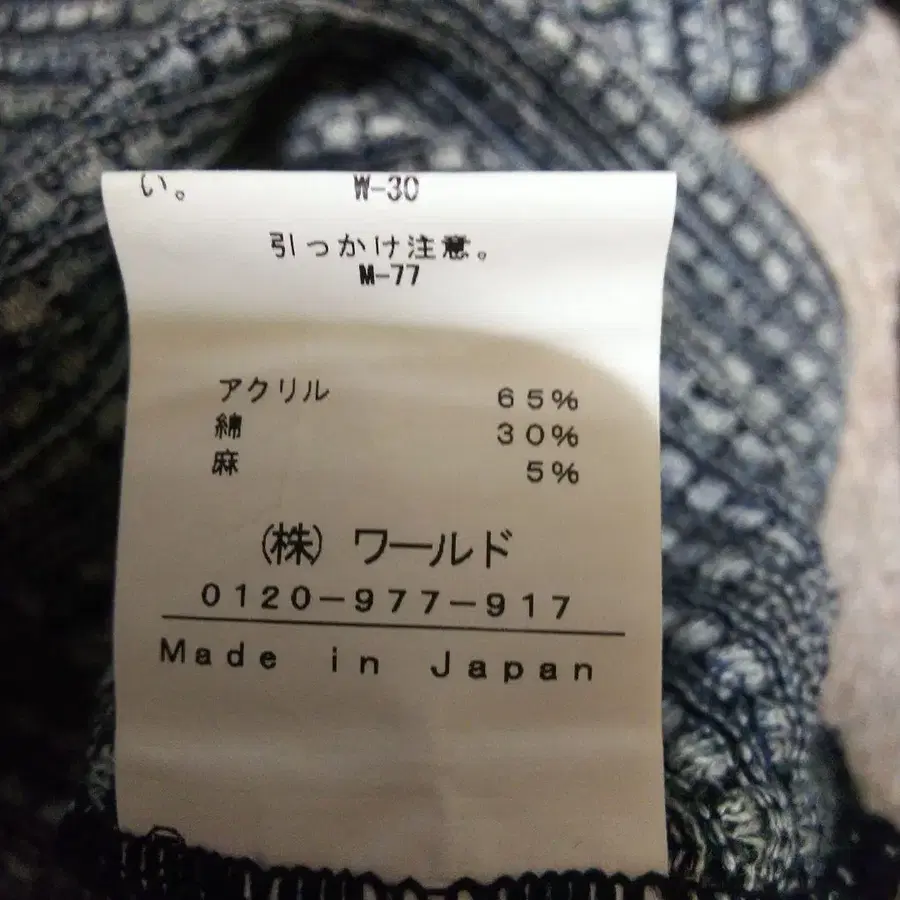 い。 W-30
引っかけ注意。
M-77
アクリル 65%
綿 30%
麻 5%
(株) ワールド
0120-977-917
Made in Japan